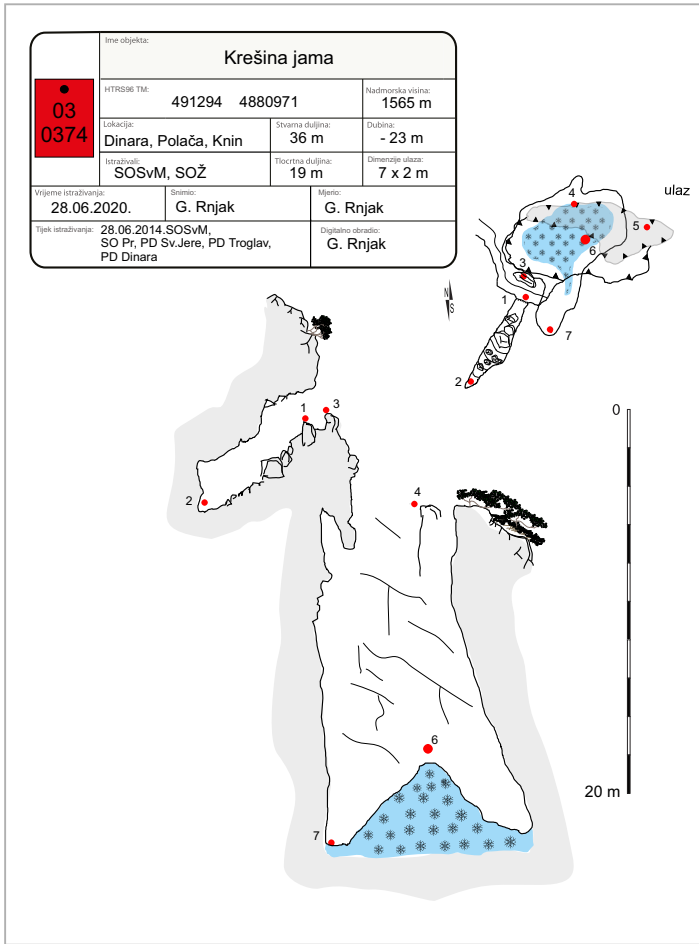 Ime objekta:
Krešina jama
03
0374
HTRS96 TM:
491294 4880971
Nadmorska visina:
1565 m
Lokacija:
Dinara, Polača, Knin
Stvarna duljina:
36 m
Dubina:
- 23 m
Istraživali:
SOSvM, SOŽ
Tlocrtna duljina:
19 m
Dimenzije ulaza:
7 x 2 m
Vrijeme istraživanja:
28.06.2020.
Snimio:
G. Rnjak
Mjerio:
G. Rnjak
Tijek istraživanja: 28.06.2014.SOSvM,
SO Pr, PD Sv.Jere, PD Troglav,
PD Dinara
Digitalno obradio:
G. Rnjak
ulaz
4
5
6
3
1
7
2
N
S
1
3
2
4
6
7
0
20 m